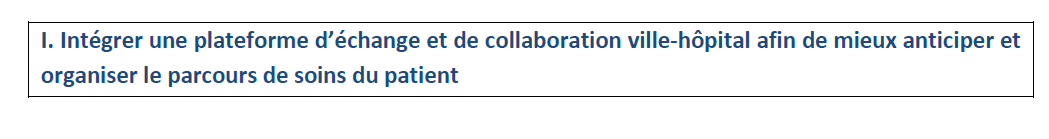 I. Intégrer une plateforme d’échange et de collaboration ville-hôpital afin de mieux anticiper et
organiser le parcours de soins du patient